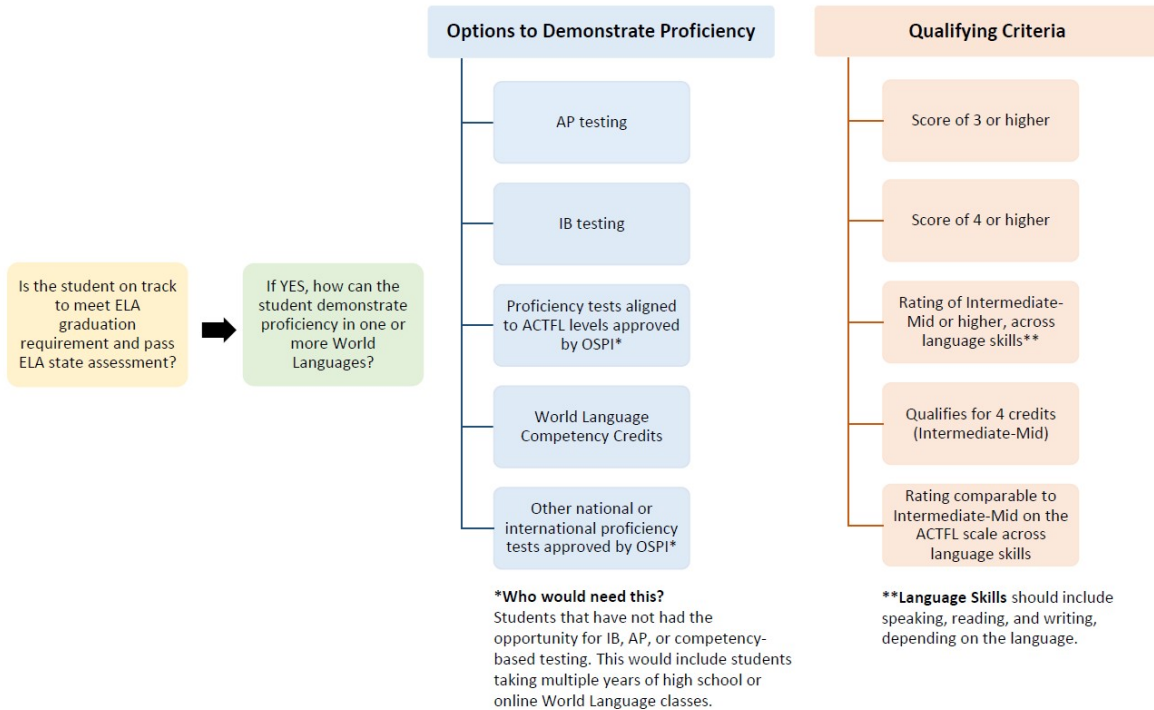 Options to Demonstrate Proficiency
Qualifying Criteria
AP testing
Score of 3 or higher
IB testing
Score of 4 or higher
Is the student on track
to meet ELA
graduation
requirement and pass
ELA state assessment?
If YES, how can the
student demonstrate
proficiency in one or
more World
Languages?
Proficiency tests aligned
to ACTFL levels approved
by OSPI*
Rating of Intermediate-
Mid or higher, across
language skills**
World Language
Competency Credits
Qualifies for 4 credits
(Intermediate-Mid)
Other national or
international proficiency
tests approved by OSPI*
Rating comparable to
Intermediate-Mid on the
ACTFL scale across
language skills
*Who would need this?
Students that have not had the
opportunity for IB, AP, or competency-
based testing. This would include students
taking multiple years of high school or
online World Language classes.
**Language Skills should include
speaking, reading, and writing,
depending on the language.